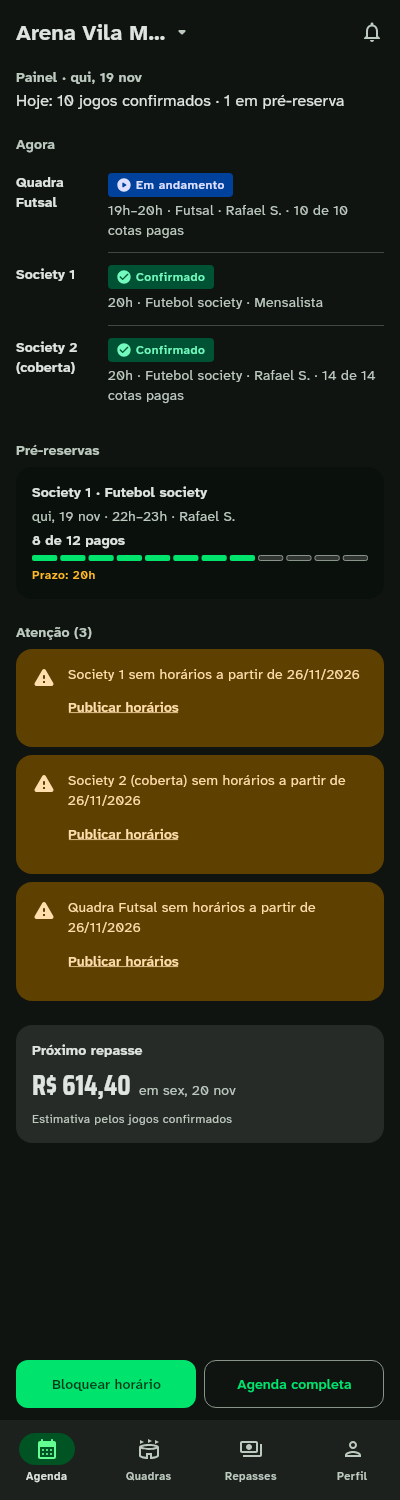 Arena Vila M...
Painel · qui, 19 nov
Hoje: 10 jogos confirmados · 1 em pré-reserva
Agora
Quadra Futsal
Em andamento
19h–20h · Futsal · Rafael S. · 10 de 10
cotas pagas
Society 1
Confirmado
20h · Futebol society · Mensalista
Society 2
(coberta)
Confirmado
20h · Futebol society · Rafael S. · 14 de 14
cotas pagas
Pré-reservas
Society 1 · Futebol society
qui, 19 nov · 22h–23h · Rafael S.
8 de 12 pagos
Prazo: 20h
Atenção (3)
Society 1 sem horários a partir de 26/11/2026
Publicar horários
Society 2 (coberta) sem horários a partir de
26/11/2026
Publicar horários
Quadra Futsal sem horários a partir de
26/11/2026
Publicar horários
Próximo repasse
R$ 614,40 em sex, 20 nov
Estimativa pelos jogos confirmados
Bloquear horário
Agenda completa
Agenda
Quadras
Repasses
Perfil